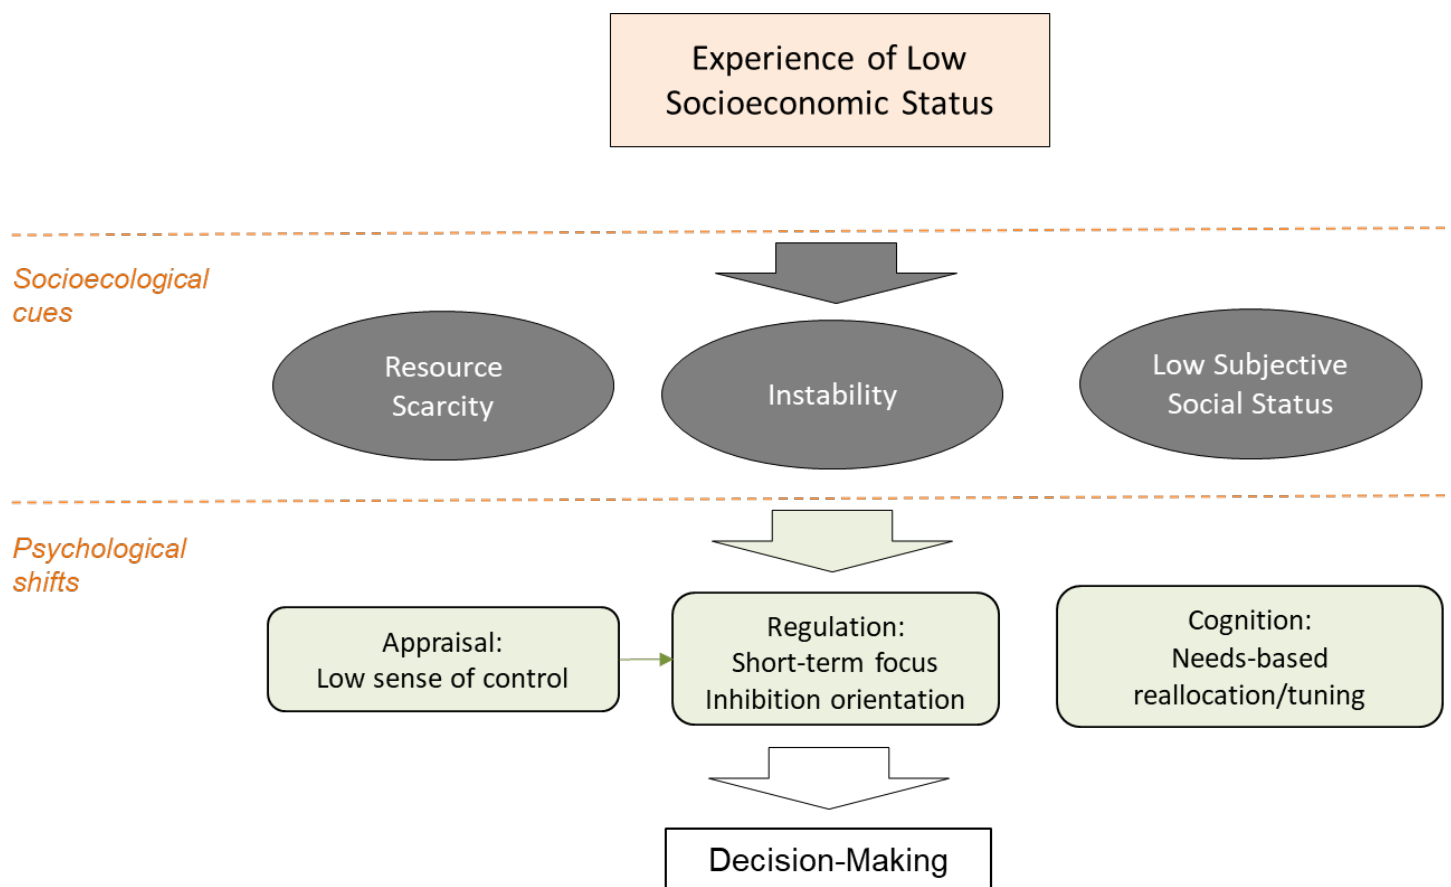 Experience of Low
Socioeconomic Status
Socioecological
cues
Resource
Scarcity
Instability
Low Subjective
Social Status
Psychological
shifts
Appraisal:
Low sense of control
Regulation:
Short-term focus
Inhibition orientation
Cognition:
Needs-based
reallocation/tuning
Decision-Making